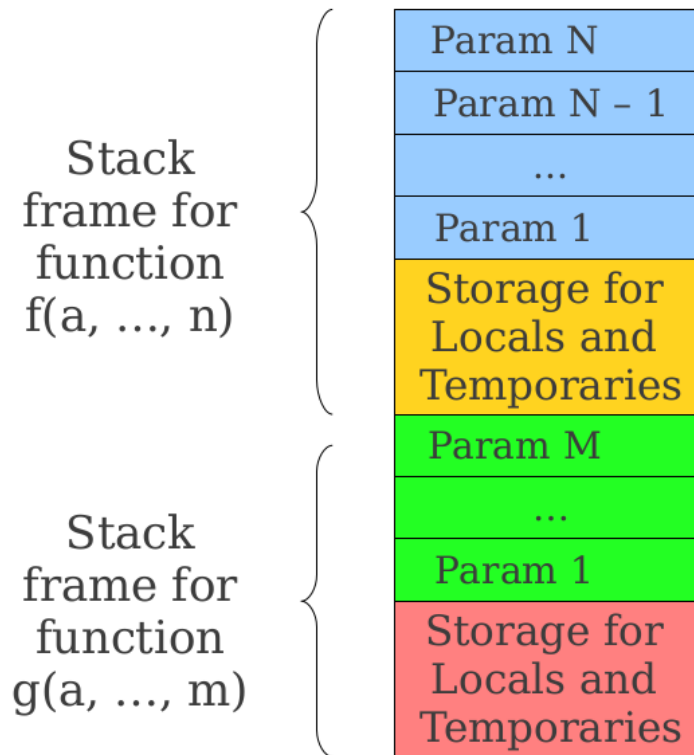 Stack
frame for
function
f(a, ..., n)
Param N
Param N – 1
...
Param 1
Storage for
Locals and
Temporaries
Stack
frame for
function
g(a, ..., m)
Param M
...
Param 1
Storage for
Locals and
Temporaries